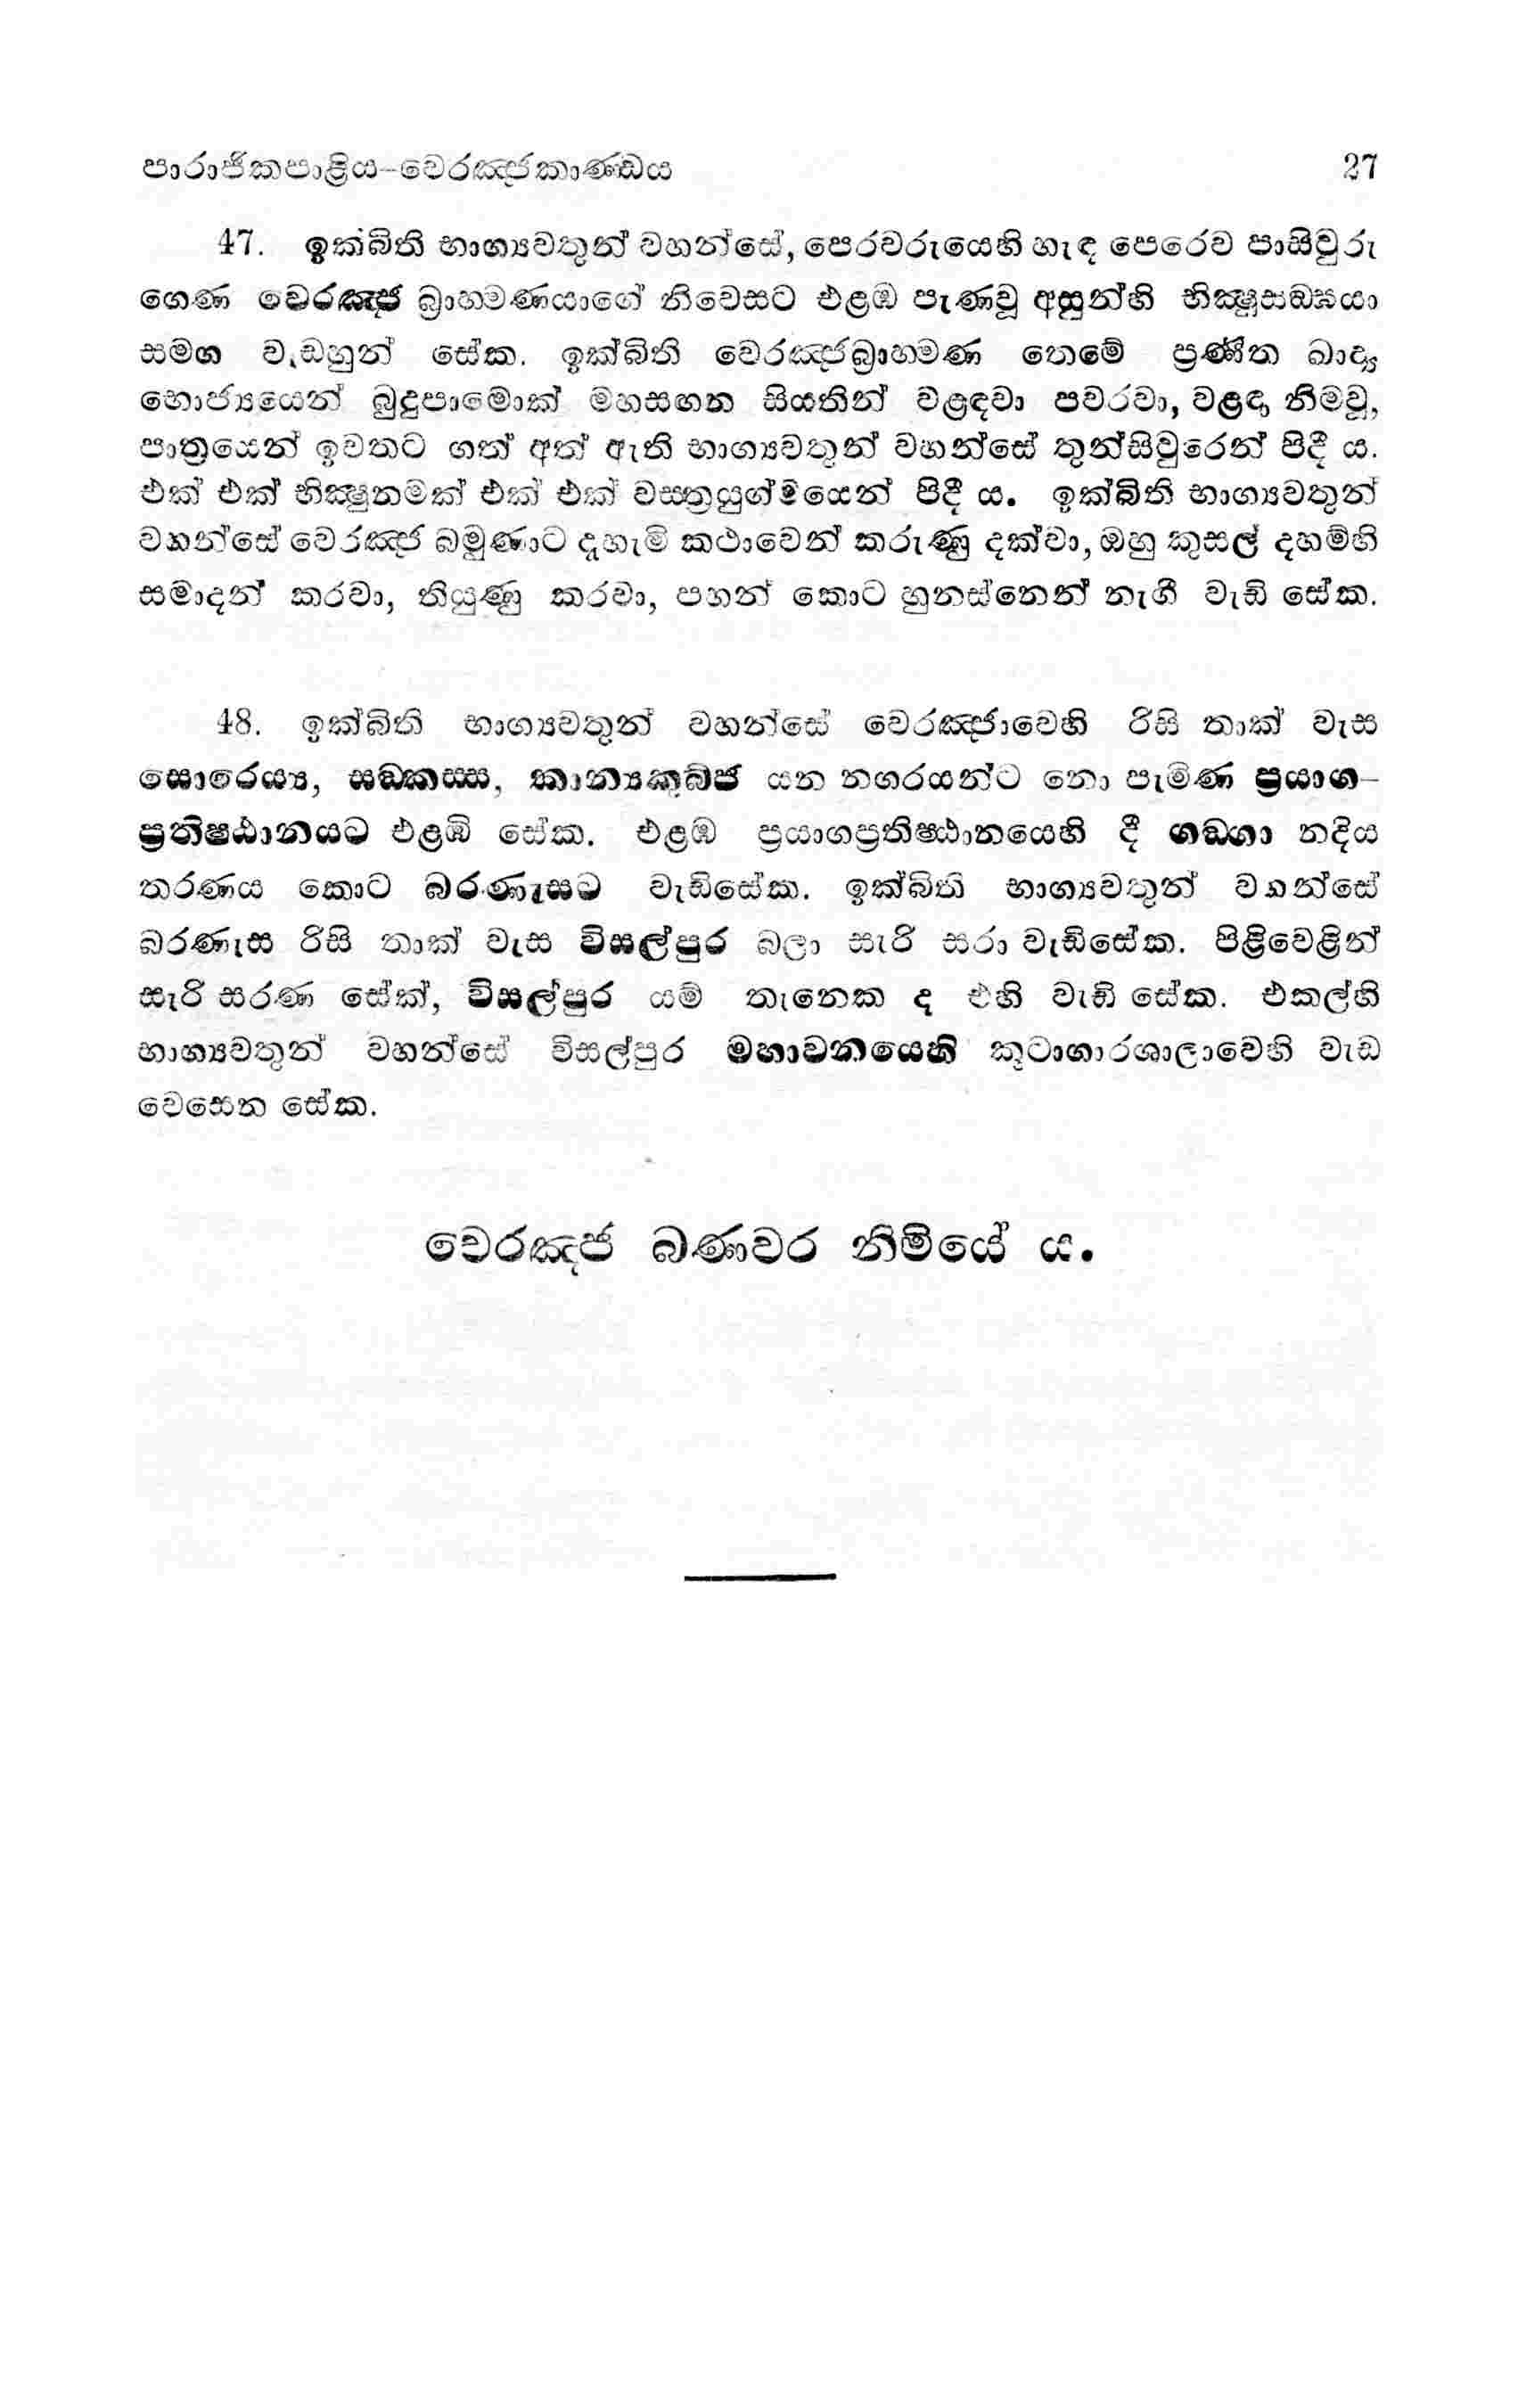 පාරාජිකපාළිය–වෙරඤ්ජකාණ්ඩය 27
47. ඉක්බිති භාග්‍යවතුන් වහන්සේ, පෙරවරුයෙහි හැඳ පෙරෙව පාසිවුරු
ගෙණ වෙරඤ්ජ බ්‍රාහ්මණයාගේ නිවෙසට එළඹ පැණවූ අසුන්හි භික්ෂුසඞ්ඝයා
සමග වැඩහුන් සේක. ඉක්බිති වෙරඤ්ජබ්‍රාහ්මණ තෙමේ ප්‍රණීත ඛාද්‍ය
භොජ්‍යයෙන් බුදුපාමොක් මහසඟන සියතින් වළඳවා පවරවා, වළඳා නිමවූ,
පාත්‍රයෙන් ඉවතට ගත් අත් ඇති භාග්‍යවතුන් වහන්සේ තුන්සිවුරෙන් පිදී ය.
එක් එක් භික්ෂුනමක් එක් එක් වස්ත්‍රයුග්මයෙන් පිදී ය. ඉක්බිති භාග්‍යවතුන්
වහන්සේ වෙරඤ්ජ බමුණාට දැහැමි කථාවෙන් කරුණු දක්වා, ඔහු කුසල් දහම්හි
සමාදන් කරවා, තියුණු කරවා, පහන් කොට හුනස්නෙන් නැගී වැඩි සේක.
48. ඉක්බිති භාග්‍යවතුන් වහන්සේ වෙරඤ්ජාවෙහි රිසි තාක් වැස
සොරෙය්‍ය, සඞ්කස්ස, කාන්‍යකුබ්ජ යන නගරයන්ට නො පැමිණ ප්‍රයාග–
ප්‍රතිෂ්ඨානයට එළඹි සේක. එළඹ ප්‍රයාගප්‍රතිෂ්ඨානයෙහි දී ගඞ්ගා නදිය
තරණය කොට බරණැසට වැඩිසේක. ඉක්බිති භාග්‍යවතුන් වහන්සේ
බරණැස රිසි තාක් වැස විසල්පුර බලා සැරි සරා වැඩිසේක. පිළිවෙළින්
සැරි සරණ සේක්, විසල්පුර යම් තැනෙක ද එහි වැඩි සේක. එකල්හි
භාග්‍යවතුන් වහන්සේ විසල්පුර මහාවනයෙහි කූටාගාරශාලාවෙහි වැඩ
වෙසෙන සේක.
වෙරඤ්ජ බණවර නිමියේ ය.